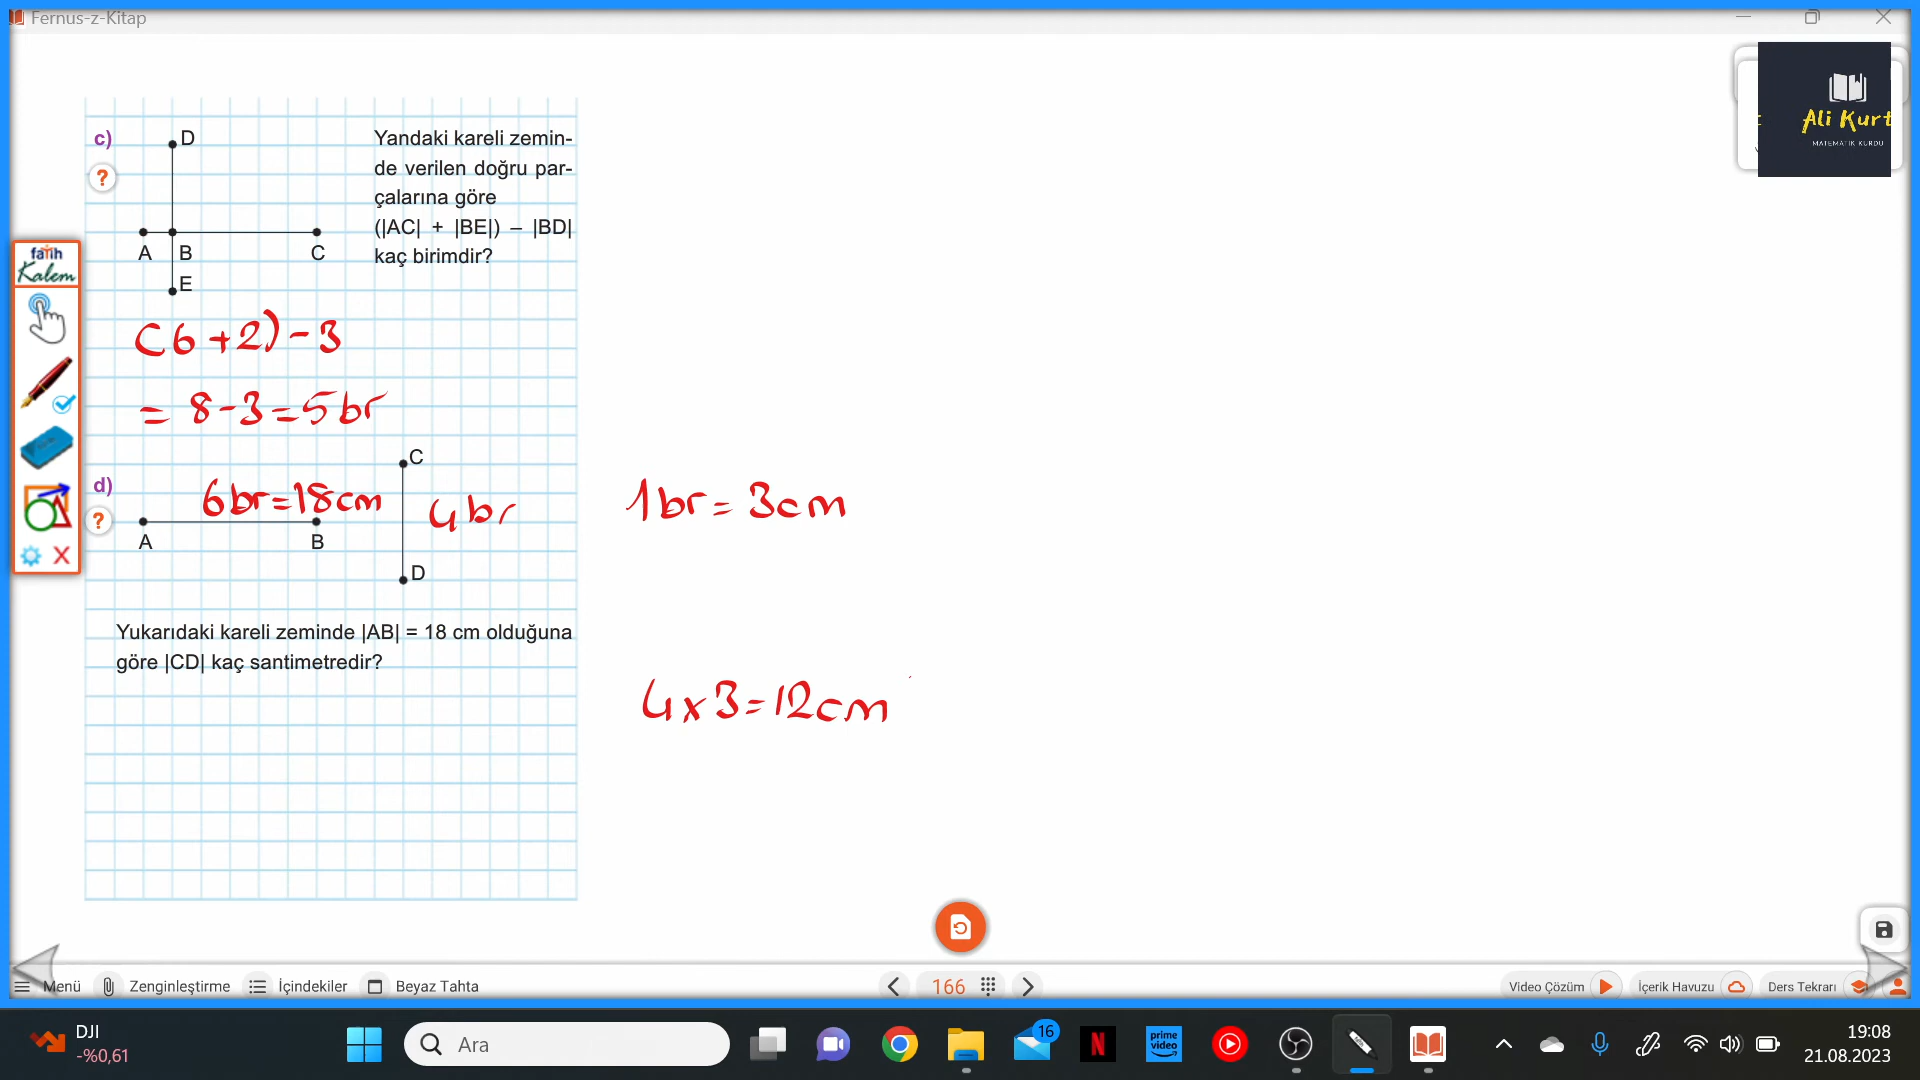 Fernus-z-Kitap
Ali Kurt
MATEMATİK KURDU
c)
D
Yandaki kareli zemin-
de verilen doğru par-
çalarına göre
(|AC| + |BE|) – |BD|
kaç birimdir?
?
A B C
E
fatih
Kalem
(6+2)-3
= 8-3=5br
d)
C
6br=18cm
4br
1br=3cm
?
A B
D
Yukarıdaki kareli zeminde |AB| = 18 cm olduğuna
göre |CD| kaç santimetredir?
4x3=12cm
Menü Zenginleştirme İçindekiler Beyaz Tahta
166
Video Çözüm İçerik Havuzu Ders Tekrarı
DJI
-%0,61
Ara
16
N
prime
video
19:08
21.08.2023